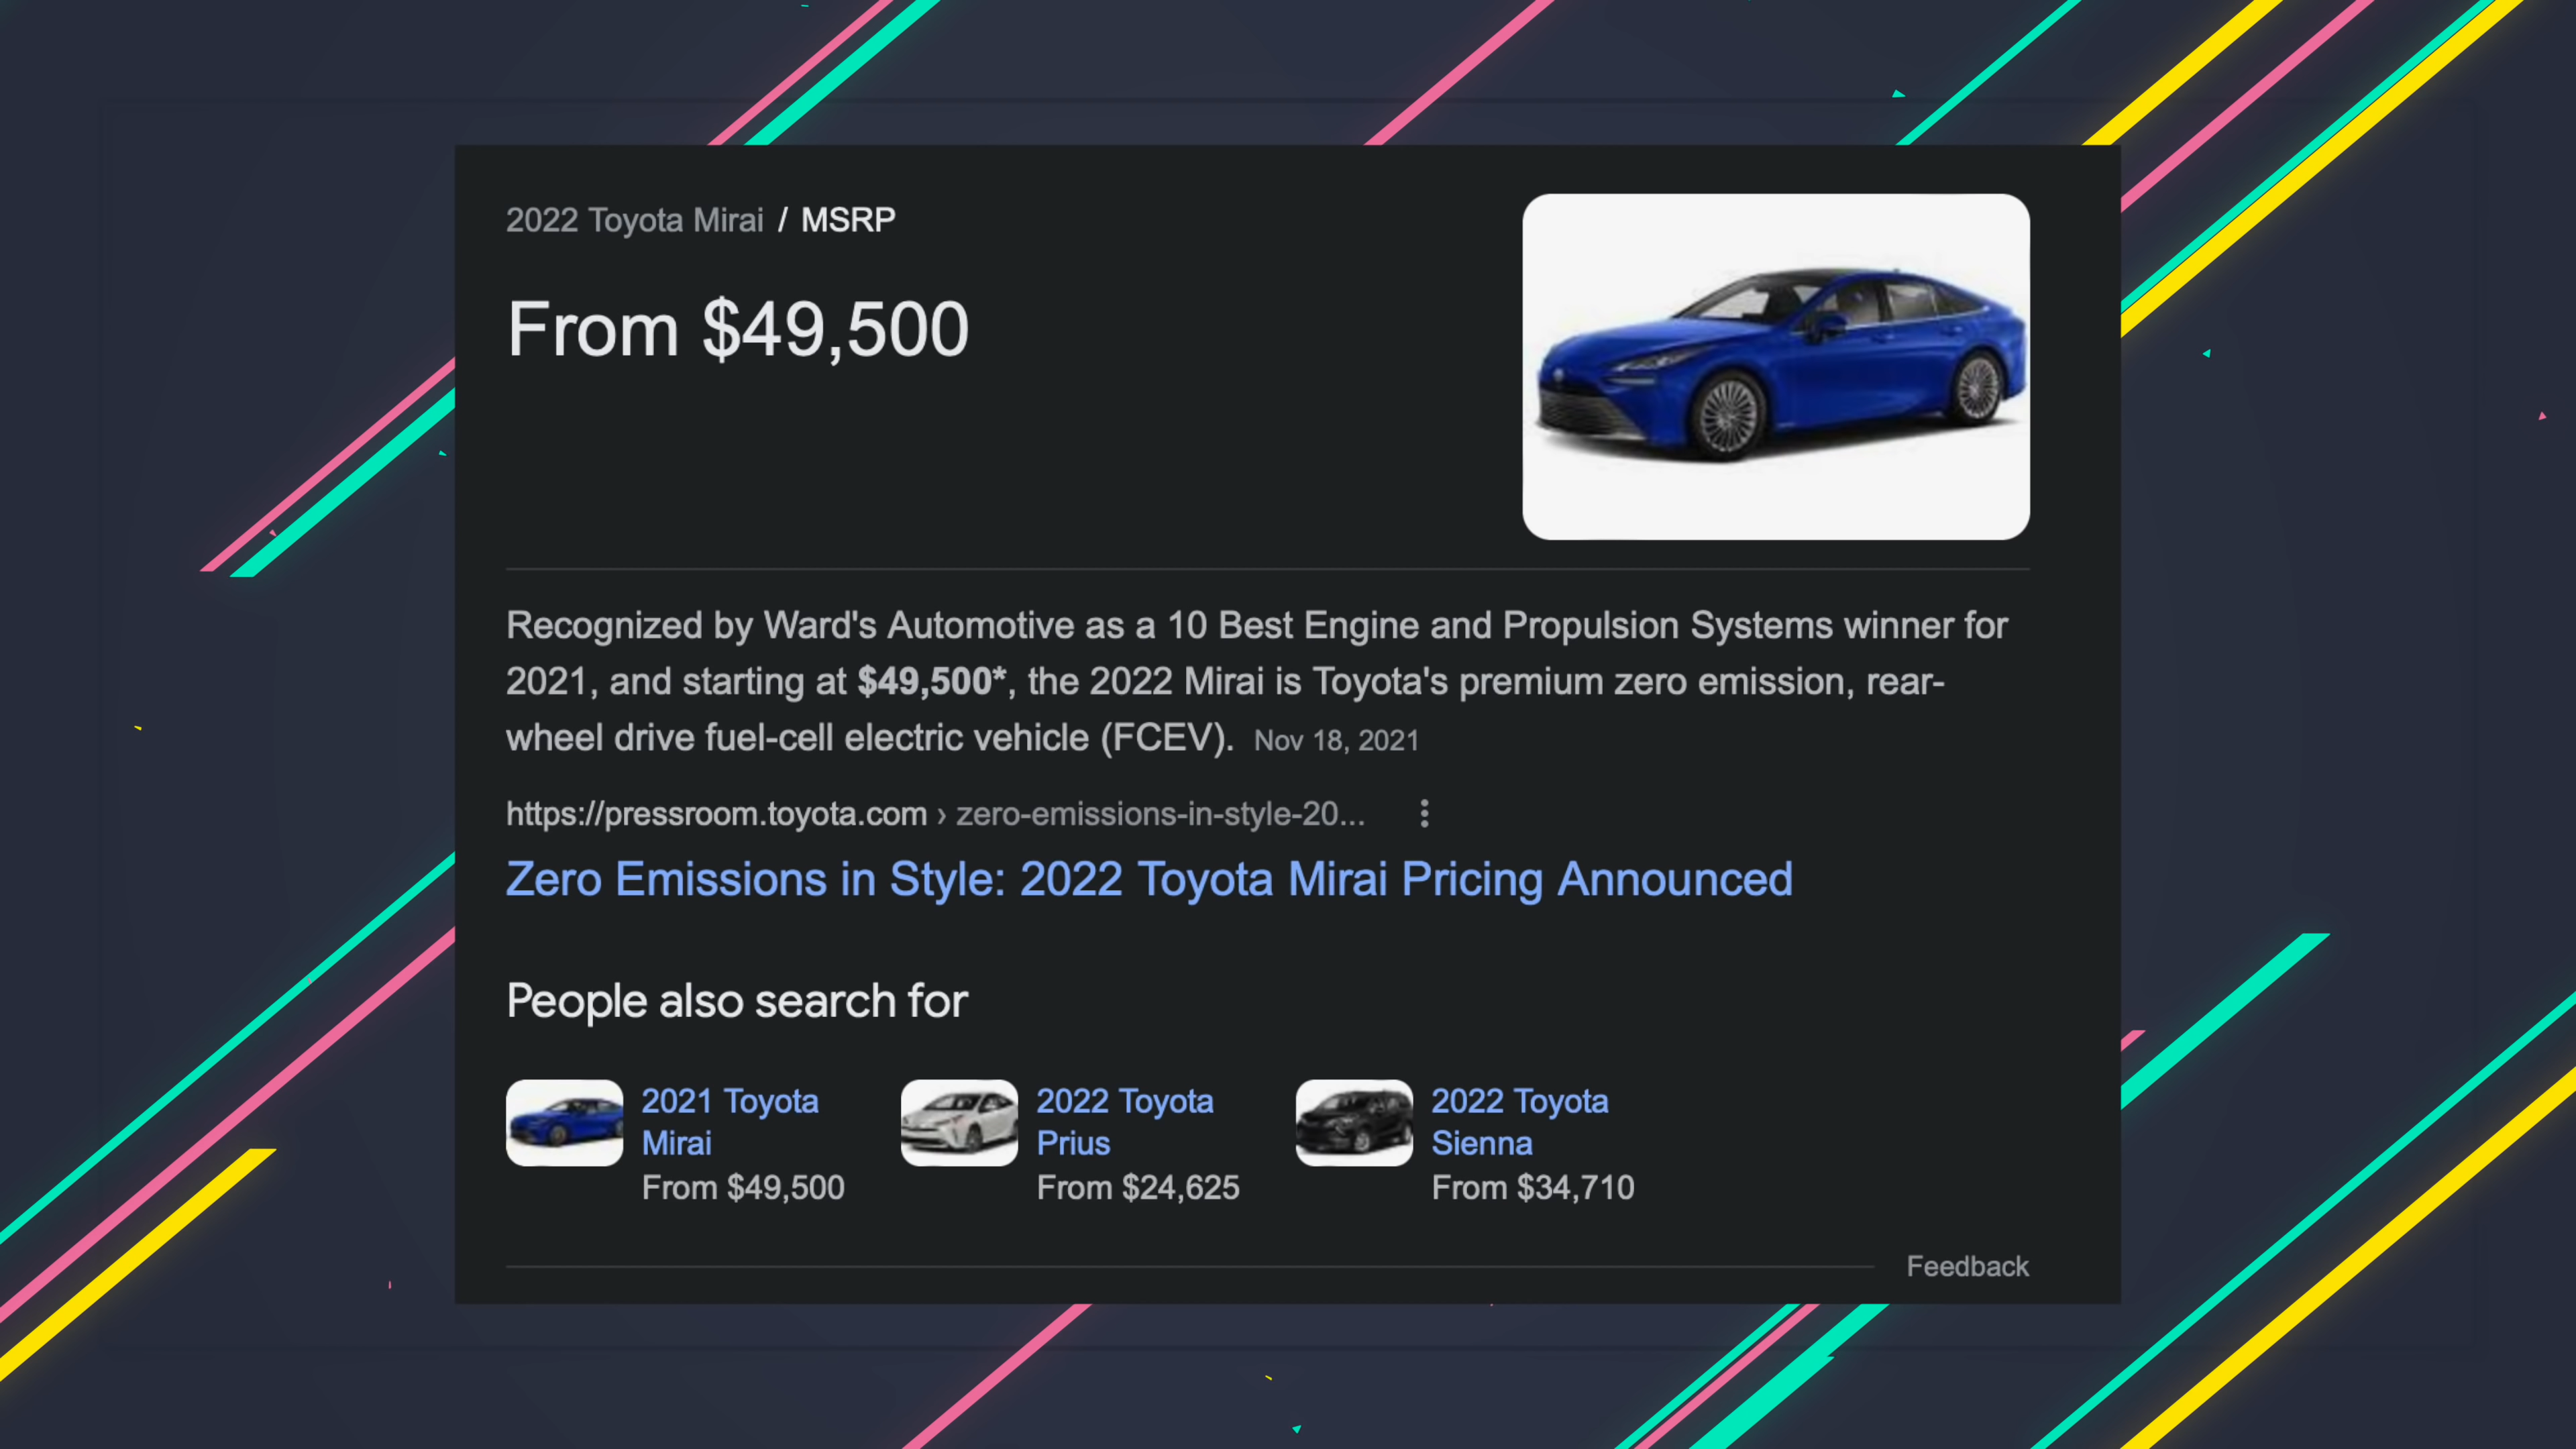 2022 Toyota Mirai / MSRP
From $49,500
Recognized by Ward's Automotive as a 10 Best Engine and Propulsion Systems winner for
2021, and starting at $49,500*, the 2022 Mirai is Toyota's premium zero emission, rear-
wheel drive fuel-cell electric vehicle (FCEV). Nov 18, 2021
https://pressroom.toyota.com › zero-emissions-in-style-20...
Zero Emissions in Style: 2022 Toyota Mirai Pricing Announced
People also search for
2021 Toyota
Mirai
From $49,500
2022 Toyota
Prius
From $24,625
2022 Toyota
Sienna
From $34,710
Feedback